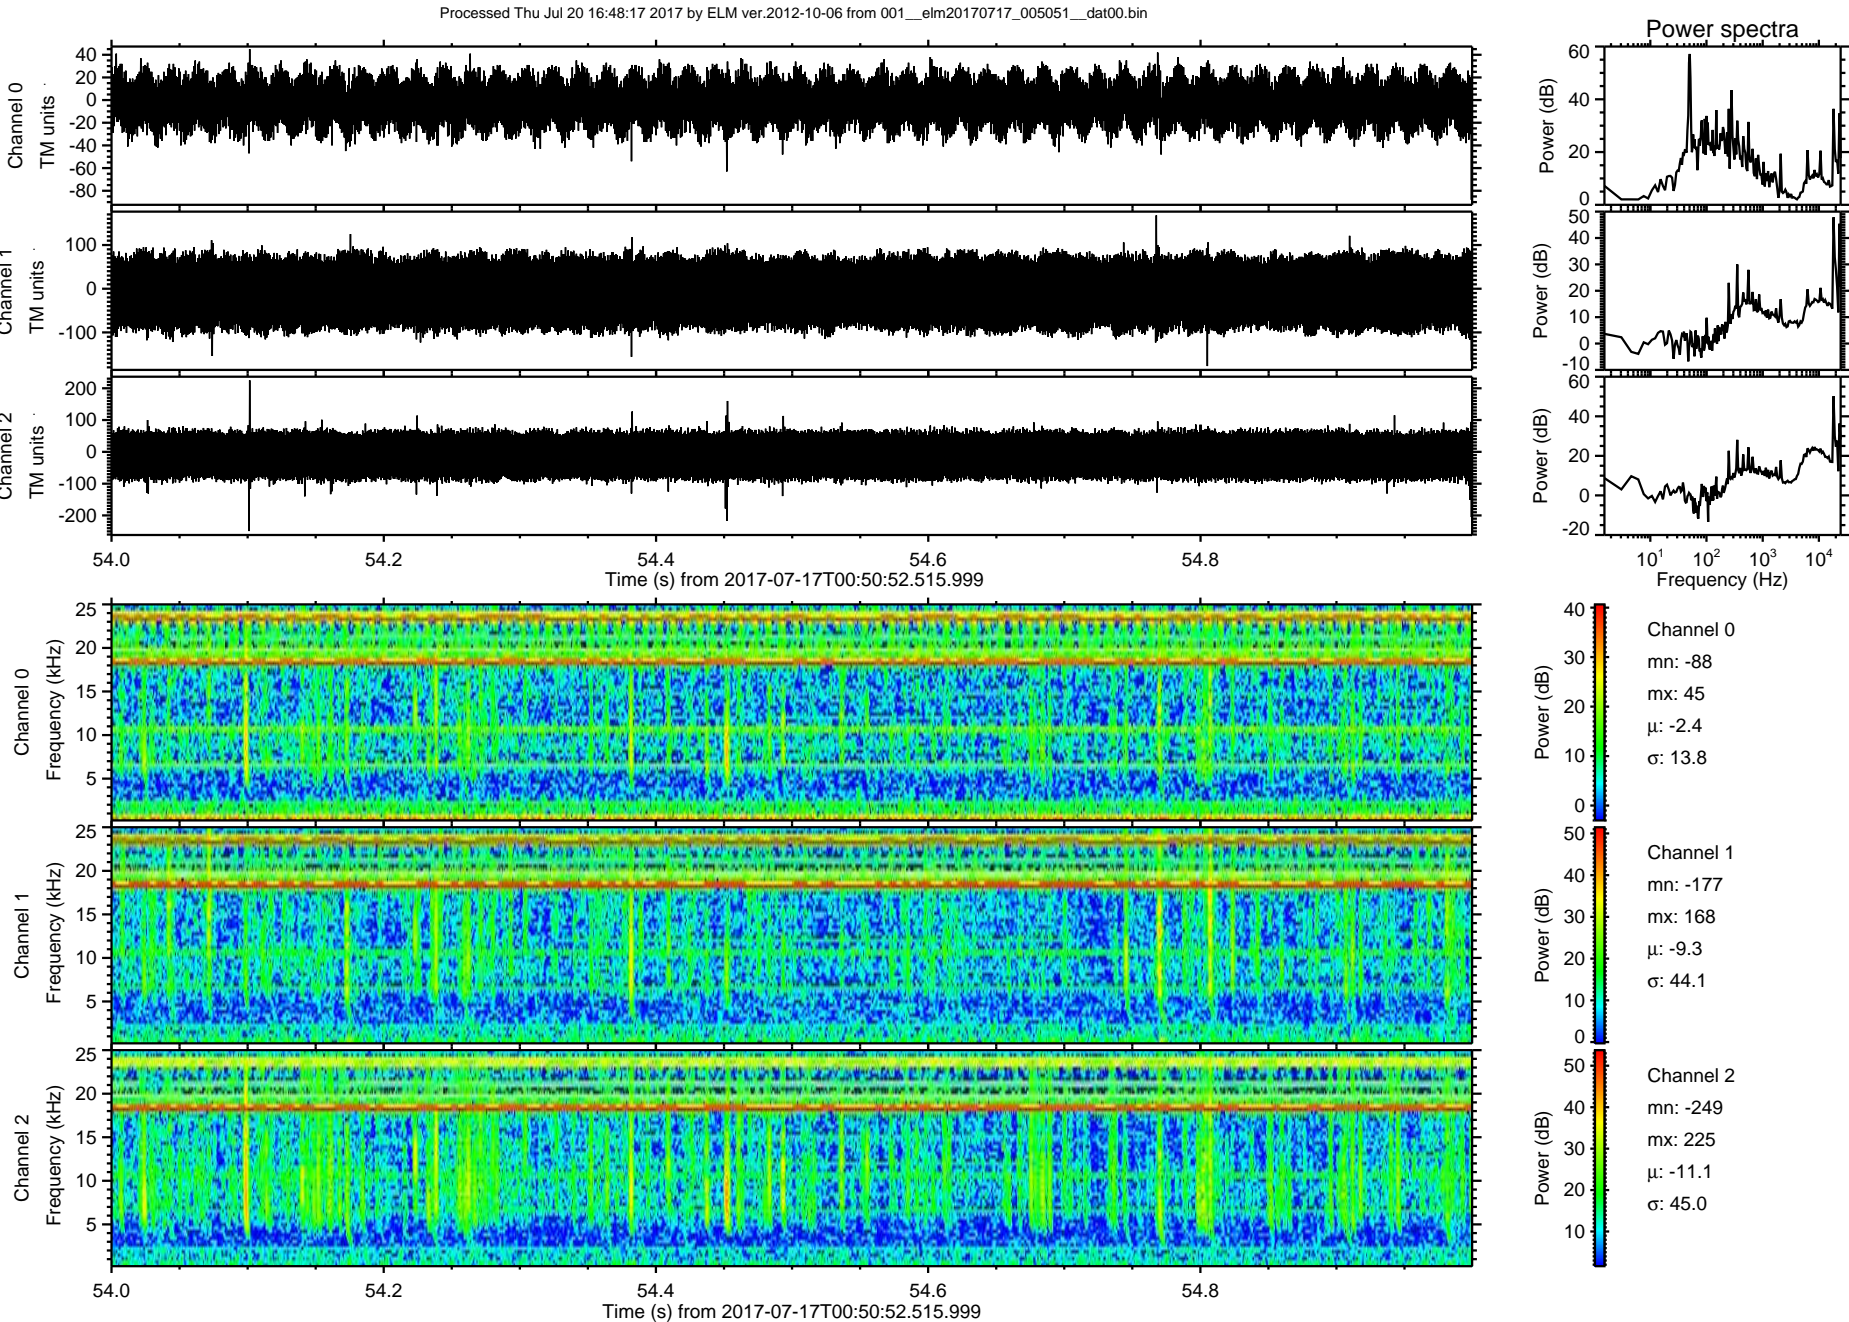 Processed Thu Jul 20 16:48:17 2017 by ELM ver.2012-10-06 from 001__elm20170717_005051__dat00.bin
Power spectra
Channel 0
TM units
40
20
0
-20
-40
-60
-80
Power (dB)
60
40
20
0
Channel 1
TM units
100
0
-100
Power (dB)
50
40
30
20
10
0
-10
Channel 2
TM units
200
100
0
-100
-200
Power (dB)
60
40
20
0
-20
54.0 54.2 54.4 54.6 54.8
Time (s) from 2017-07-17T00:50:52.515.999
10^1 10^2 10^3 10^4
Frequency (Hz)
Channel 0
Frequency (kHz)
25
20
15
10
5
Power (dB)
40
30
20
10
0
Channel 0
mn: -88
mx: 45
μ: -2.4
σ: 13.8
Channel 1
Frequency (kHz)
25
20
15
10
5
Power (dB)
50
40
30
20
10
0
Channel 1
mn: -177
mx: 168
μ: -9.3
σ: 44.1
Channel 2
Frequency (kHz)
25
20
15
10
5
Power (dB)
50
40
30
20
10
Channel 2
mn: -249
mx: 225
μ: -11.1
σ: 45.0
54.0 54.2 54.4 54.6 54.8
Time (s) from 2017-07-17T00:50:52.515.999